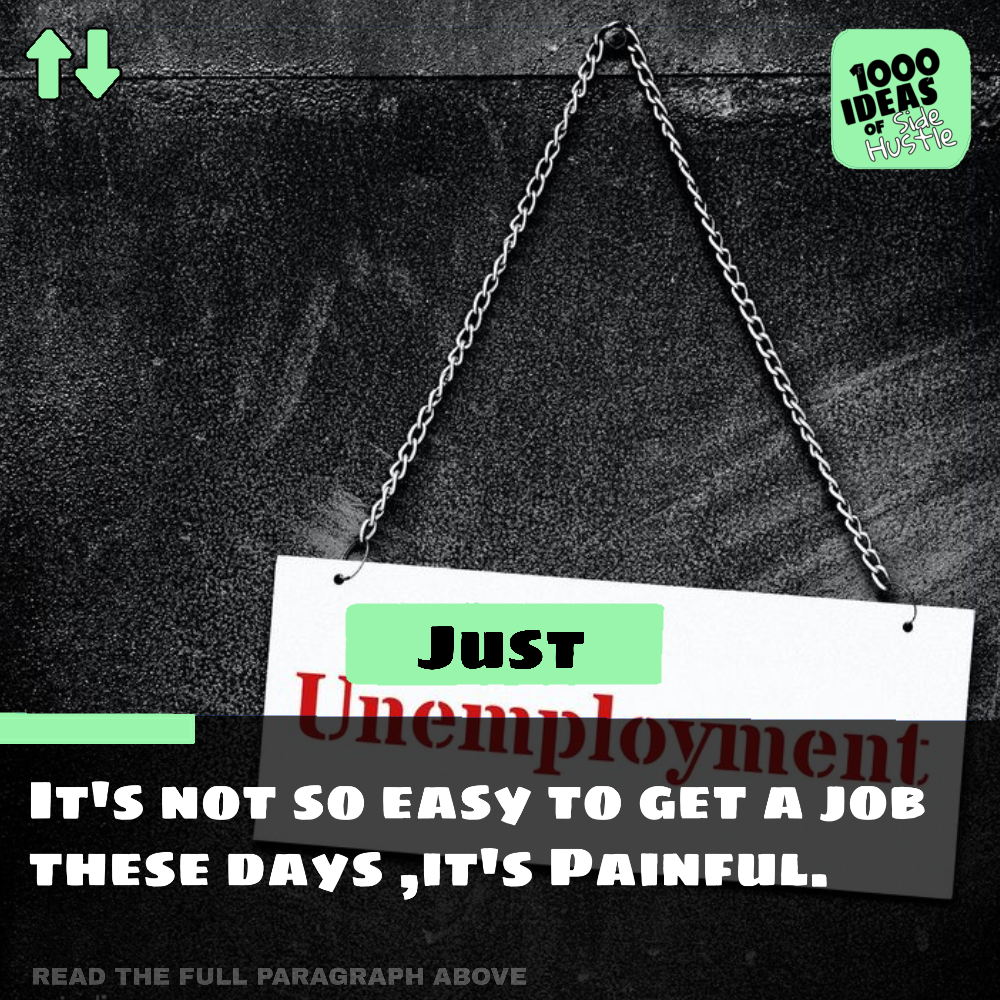 1000
IDEAS
OF Side
Hustle
Just
Unemployment
It's not so easy to get a job
these days ,it's Painful.
READ THE FULL PARAGRAPH ABOVE